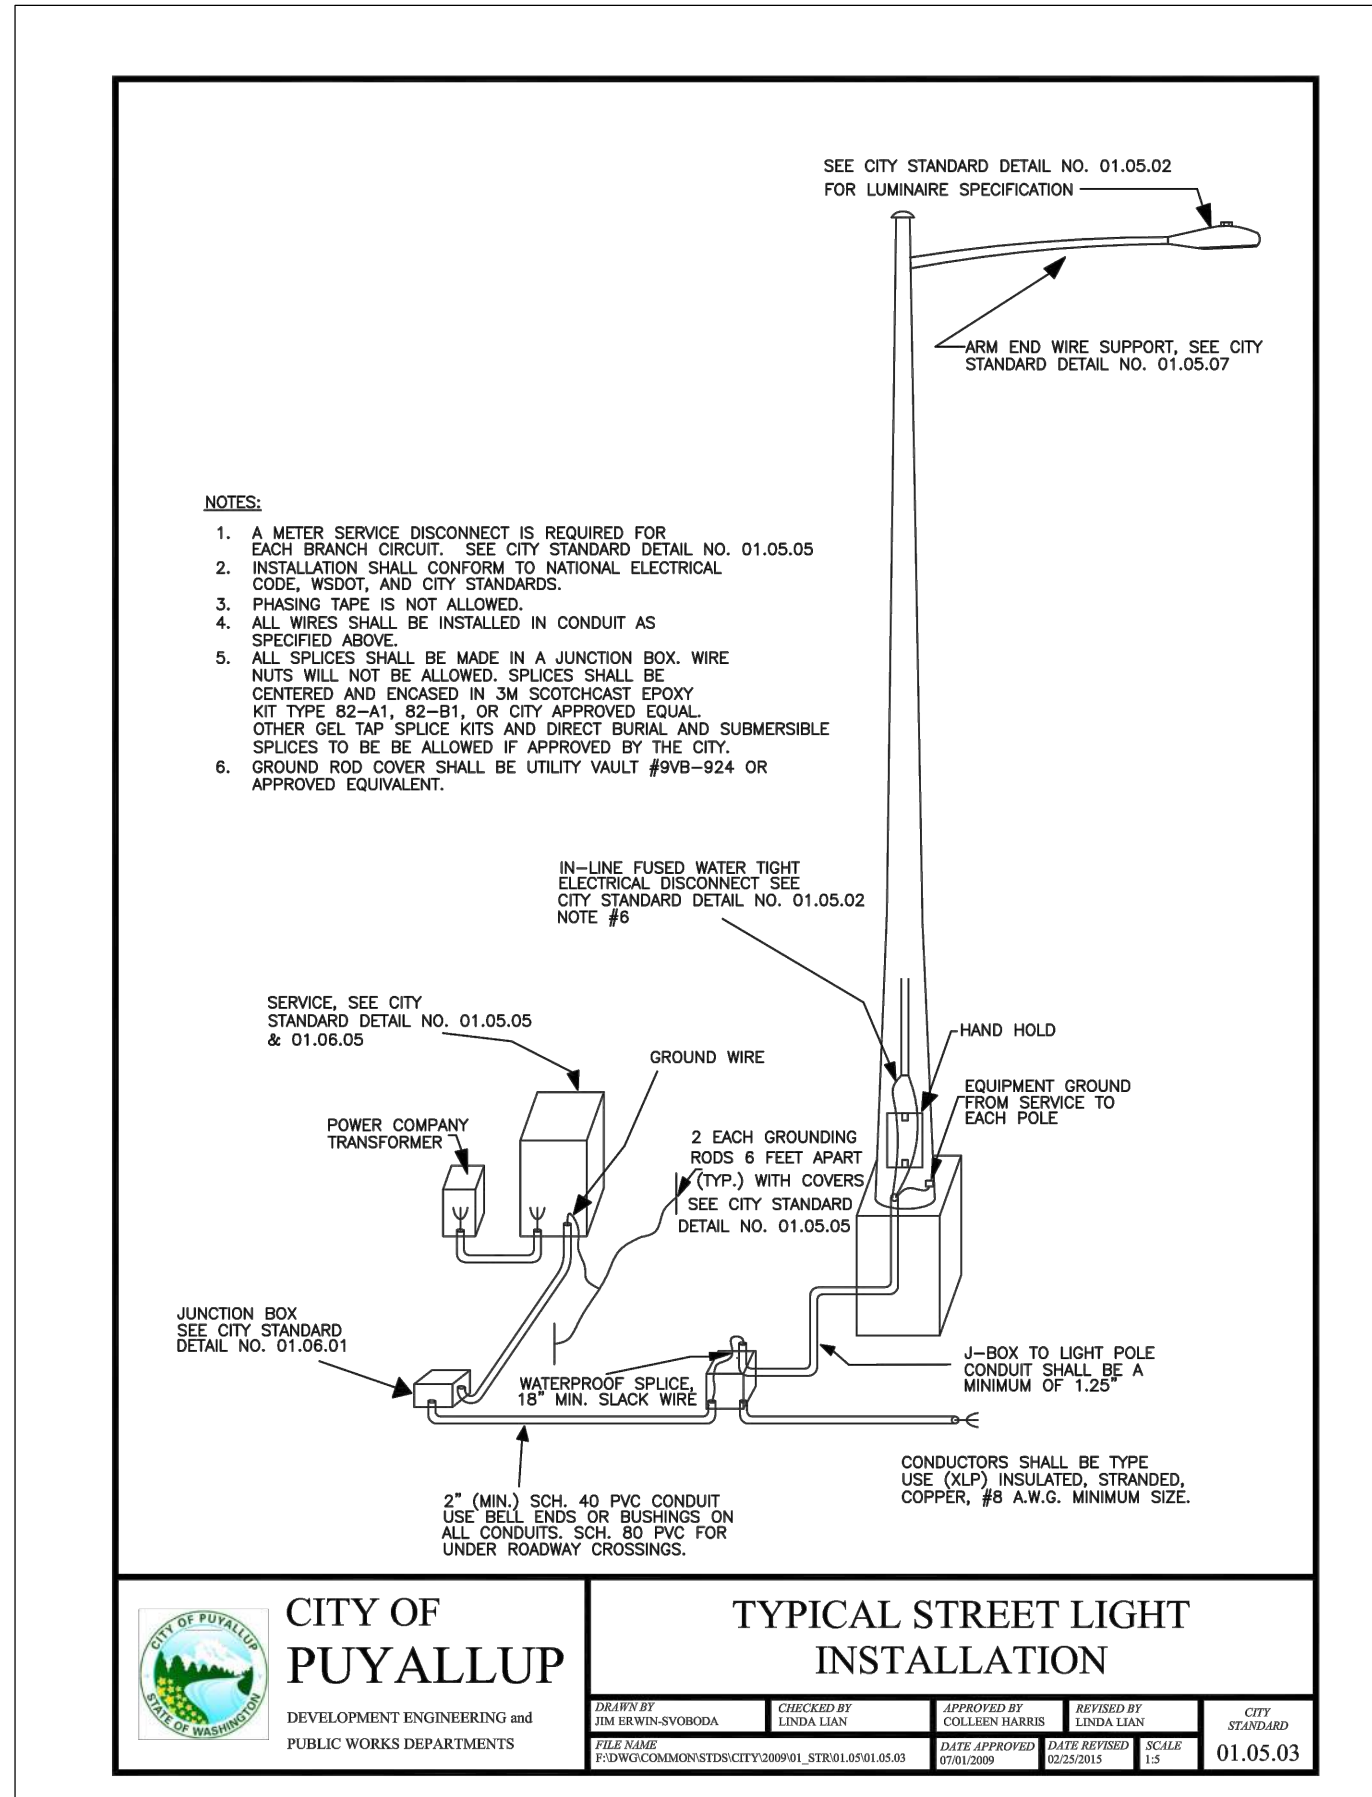 SEE CITY STANDARD DETAIL NO. 01.05.02
FOR LUMINAIRE SPECIFICATION
ARM END WIRE SUPPORT, SEE CITY
STANDARD DETAIL NO. 01.05.07
NOTES:
1. A METER SERVICE DISCONNECT IS REQUIRED FOR
EACH BRANCH CIRCUIT. SEE CITY STANDARD DETAIL NO. 01.05.05
2. INSTALLATION SHALL CONFORM TO NATIONAL ELECTRICAL
CODE, WSDOT, AND CITY STANDARDS.
3. PHASING TAPE IS NOT ALLOWED.
4. ALL WIRES SHALL BE INSTALLED IN CONDUIT AS
SPECIFIED ABOVE.
5. ALL SPLICES SHALL BE MADE IN A JUNCTION BOX. WIRE
NUTS WILL NOT BE ALLOWED. SPLICES SHALL BE
CENTERED AND ENCASED IN 3M SCOTCHCAST EPOXY
KIT TYPE 82-A1, 82-B1, OR CITY APPROVED EQUAL.
OTHER GEL TAP SPLICE KITS AND DIRECT BURIAL AND SUBMERSIBLE
SPLICES TO BE BE ALLOWED IF APPROVED BY THE CITY.
6. GROUND ROD COVER SHALL BE UTILITY VAULT #9VB-924 OR
APPROVED EQUIVALENT.
IN-LINE FUSED WATER TIGHT
ELECTRICAL DISCONNECT SEE
CITY STANDARD DETAIL NO. 01.05.02
NOTE #6
SERVICE, SEE CITY
STANDARD DETAIL NO. 01.05.05
& 01.06.05
GROUND WIRE
HAND HOLD
EQUIPMENT GROUND
FROM SERVICE TO
EACH POLE
POWER COMPANY
TRANSFORMER
2 EACH GROUNDING
RODS 6 FEET APART
(TYP.) WITH COVERS
SEE CITY STANDARD
DETAIL NO. 01.05.05
JUNCTION BOX
SEE CITY STANDARD
DETAIL NO. 01.06.01
WATERPROOF SPLICE,
18" MIN. SLACK WIRE
J-BOX TO LIGHT POLE
CONDUIT SHALL BE A
MINIMUM OF 1.25"
CONDUCTORS SHALL BE TYPE
USE (XLP) INSULATED, STRANDED,
COPPER, #8 A.W.G. MINIMUM SIZE.
2" (MIN.) SCH. 40 PVC CONDUIT
USE BELL ENDS OR BUSHINGS ON
ALL CONDUITS. SCH. 80 PVC FOR
UNDER ROADWAY CROSSINGS.
CITY OF PUYALLUP
STATE OF WASHINGTON
CITY OF
PUYALLUP
DEVELOPMENT ENGINEERING and
PUBLIC WORKS DEPARTMENTS
TYPICAL STREET LIGHT
INSTALLATION
DRAWN BY
JIM ERWIN-SVOBODA
CHECKED BY
LINDA LIAN
APPROVED BY
COLLEEN HARRIS
REVISED BY
LINDA LIAN
FILE NAME
F:\DWG\COMMON\STDS\CITY\2009\01_STR\01.05\01.05.03
DATE APPROVED
07/01/2009
DATE REVISED
02/25/2015
SCALE
1:5
CITY
STANDARD
01.05.03